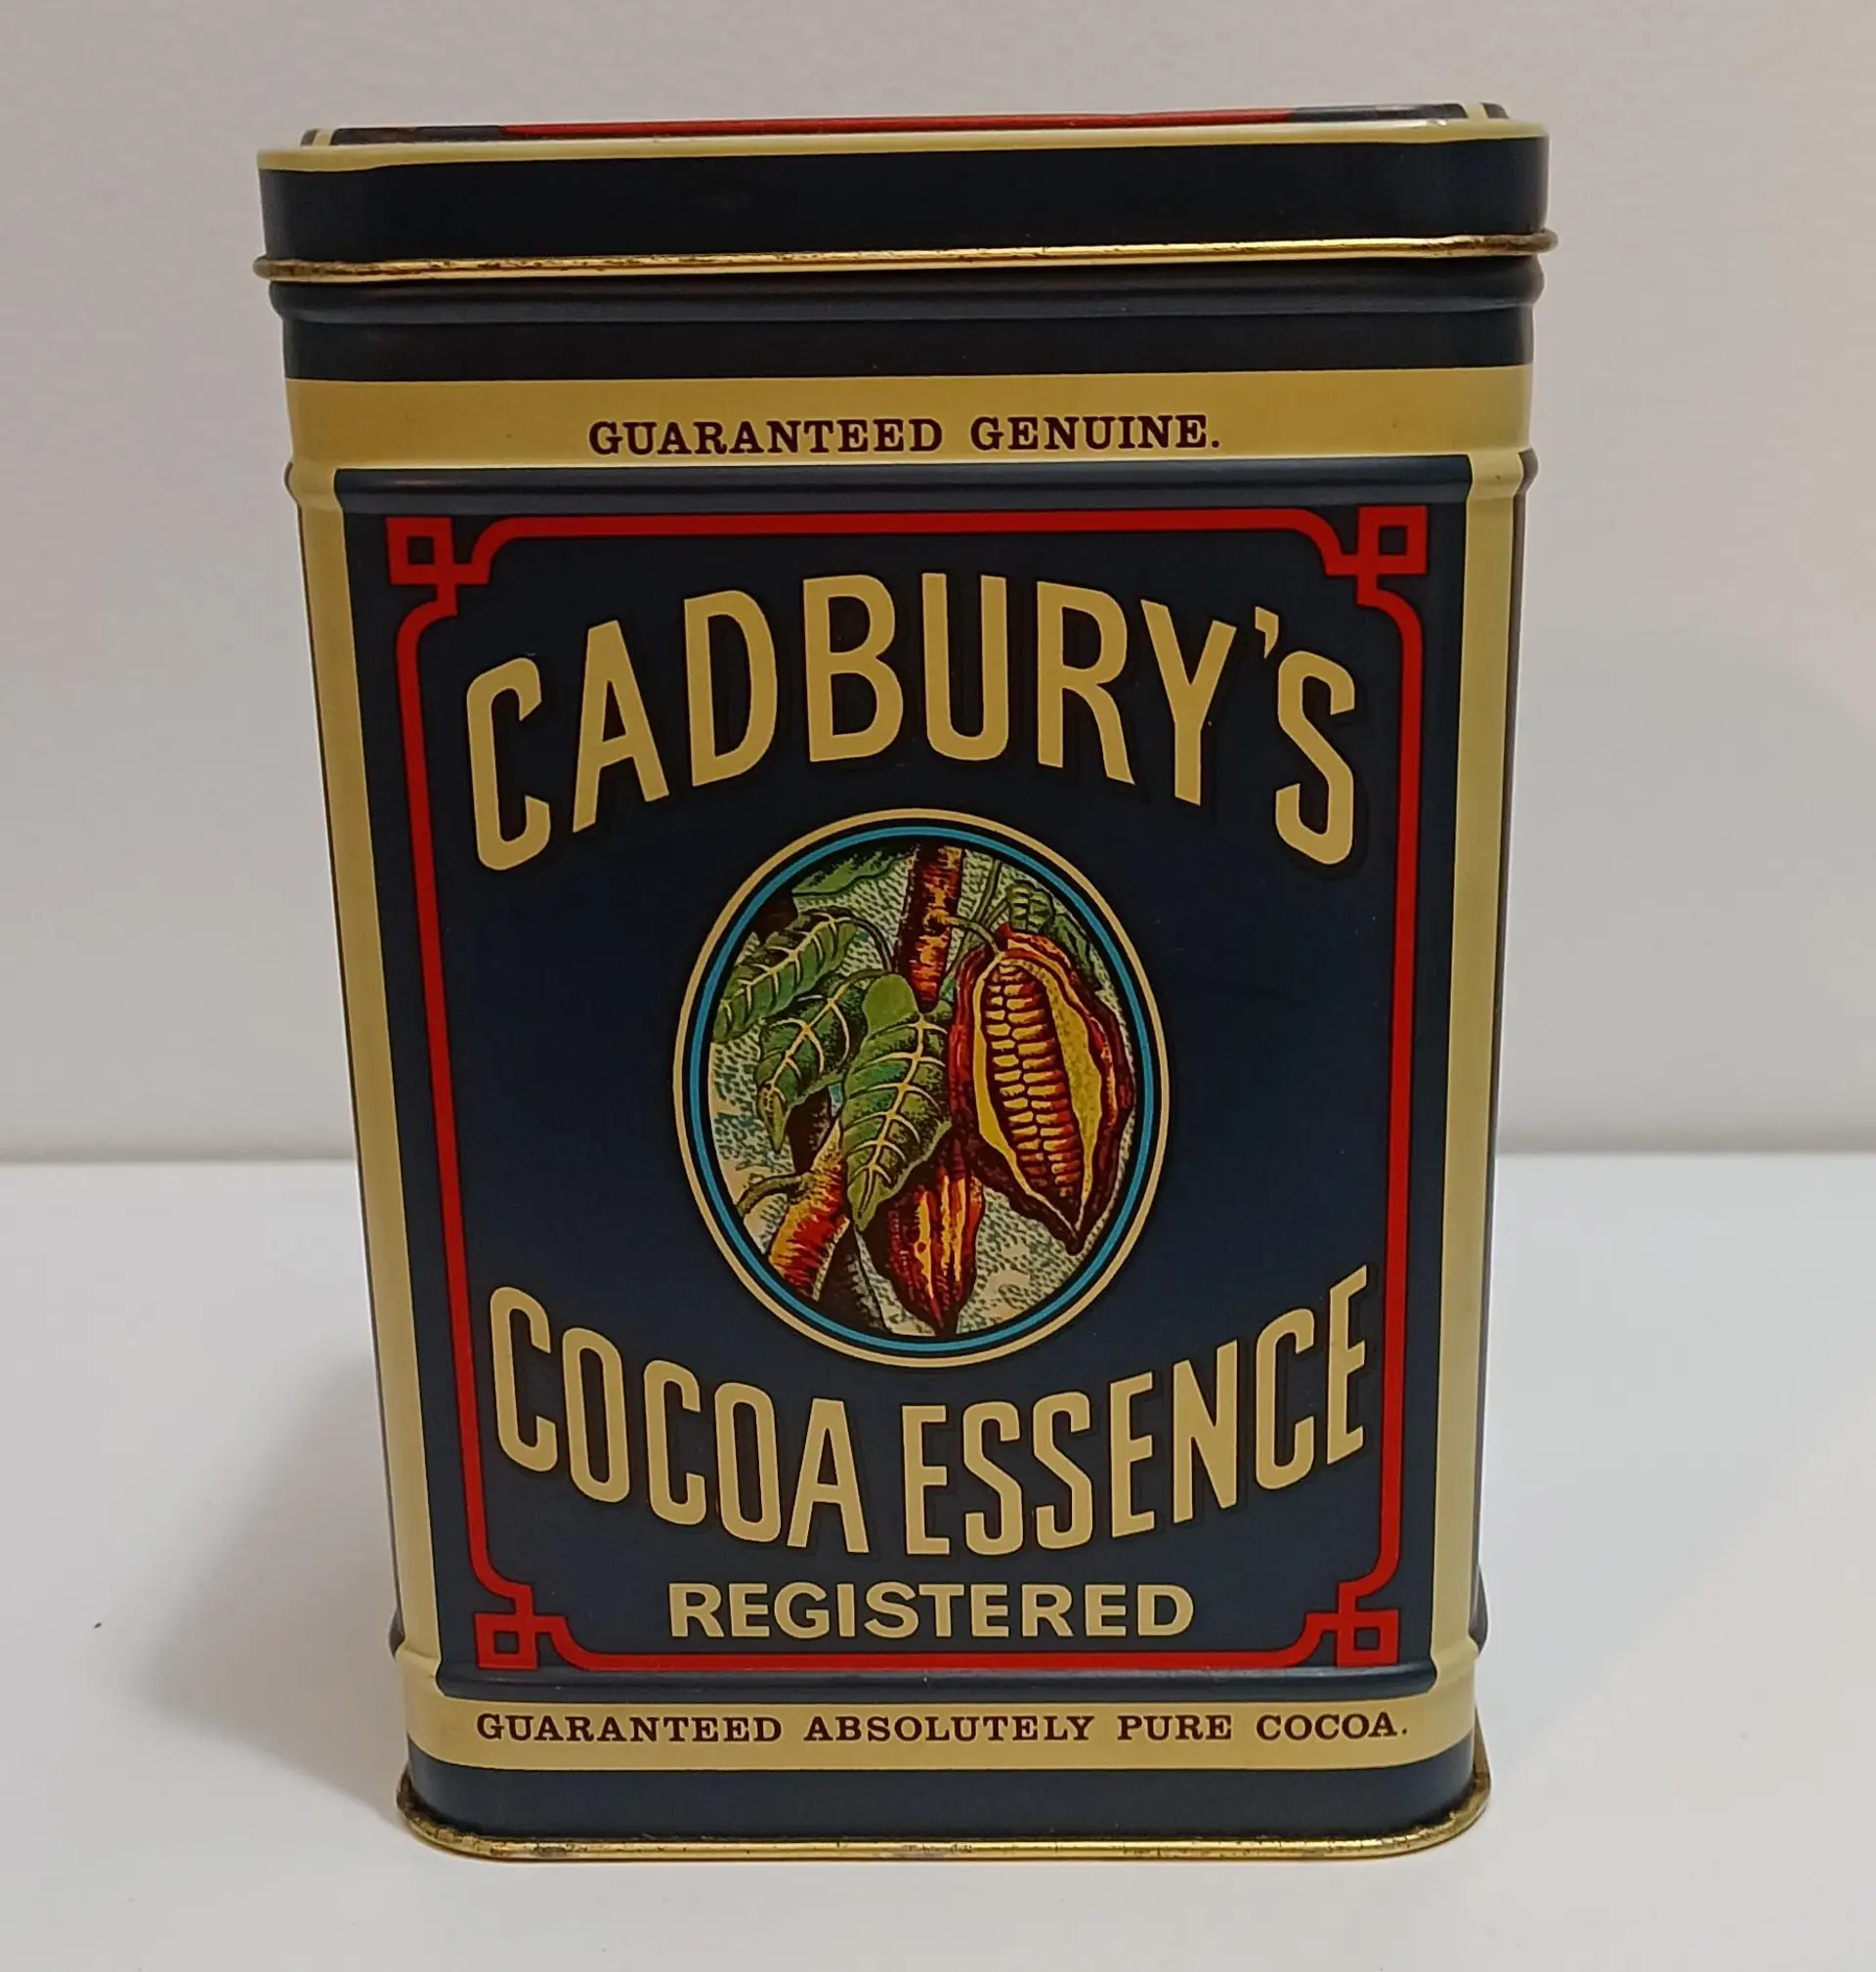 GUARANTEED GENUINE.
CADBURY'S
COCOA ESSENCE
REGISTERED
GUARANTEED ABSOLUTELY PURE COCOA.